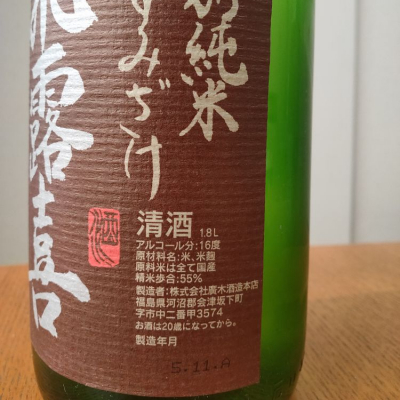 特別純米
すみざけ
飛露喜
清酒 1.8L
アルコール分:16度
原材料名:米、米麹
原料米は全て国産
精米歩合:55%
製造者:株式会社廣木酒造本店
福島県河沼郡会津坂下町
字市中二番甲3574
お酒は20歳になってから。
製造年月
5.11.A